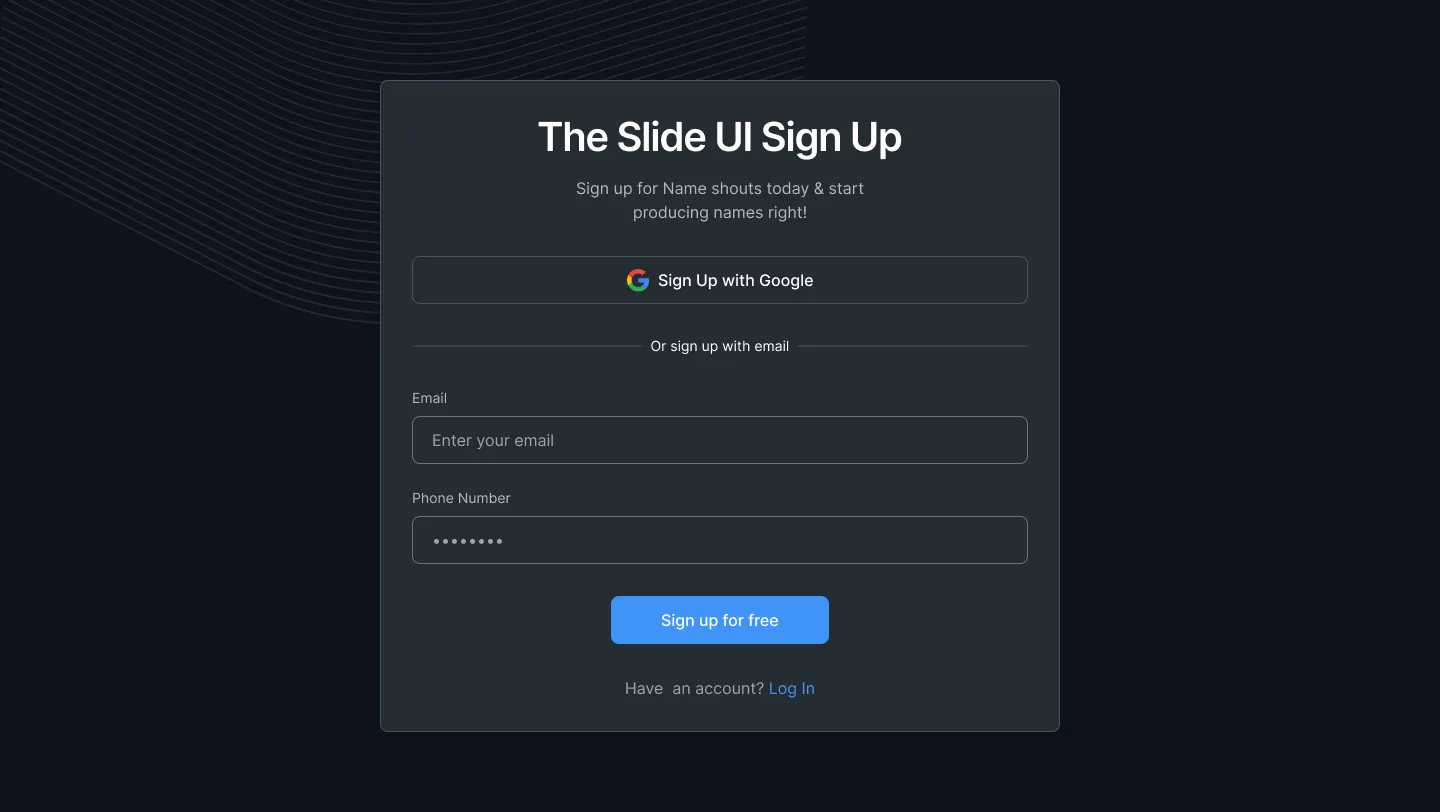 The Slide UI Sign Up
Sign up for Name shouts today & start
producing names right!
Sign Up with Google
Or sign up with email
Email
Enter your email
Phone Number
••••••••
Sign up for free
Have  an account? Log In